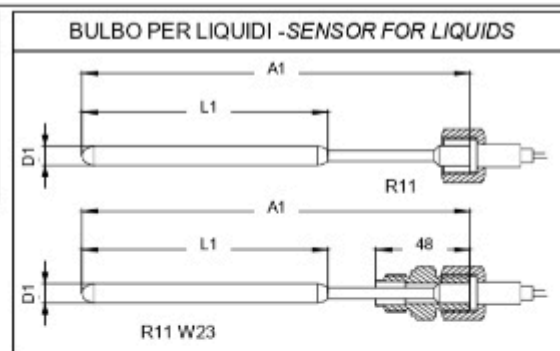 BULBO PER LIQUIDI -SENSOR FOR LIQUIDS
A1
L1
D1
R11
A1
L1
48
D1
R11 W23